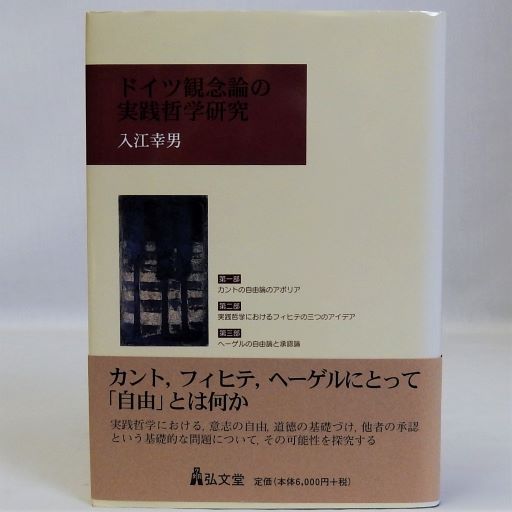 ドイツ観念論の
実践哲学研究
入江幸男
第一部
カントの自由論のアポリア
第二部
実践哲学におけるフィヒテの三つのアイデア
第三部
ヘーゲルの自由論と承認論
カント, フィヒテ, ヘーゲルにとって
「自由」とは何か
実践哲学における, 意志の自由, 道徳の基礎づけ, 他者の承認
という基礎的な問題について, その可能性を探究する
弘文堂 定価(本体6,000円+税)